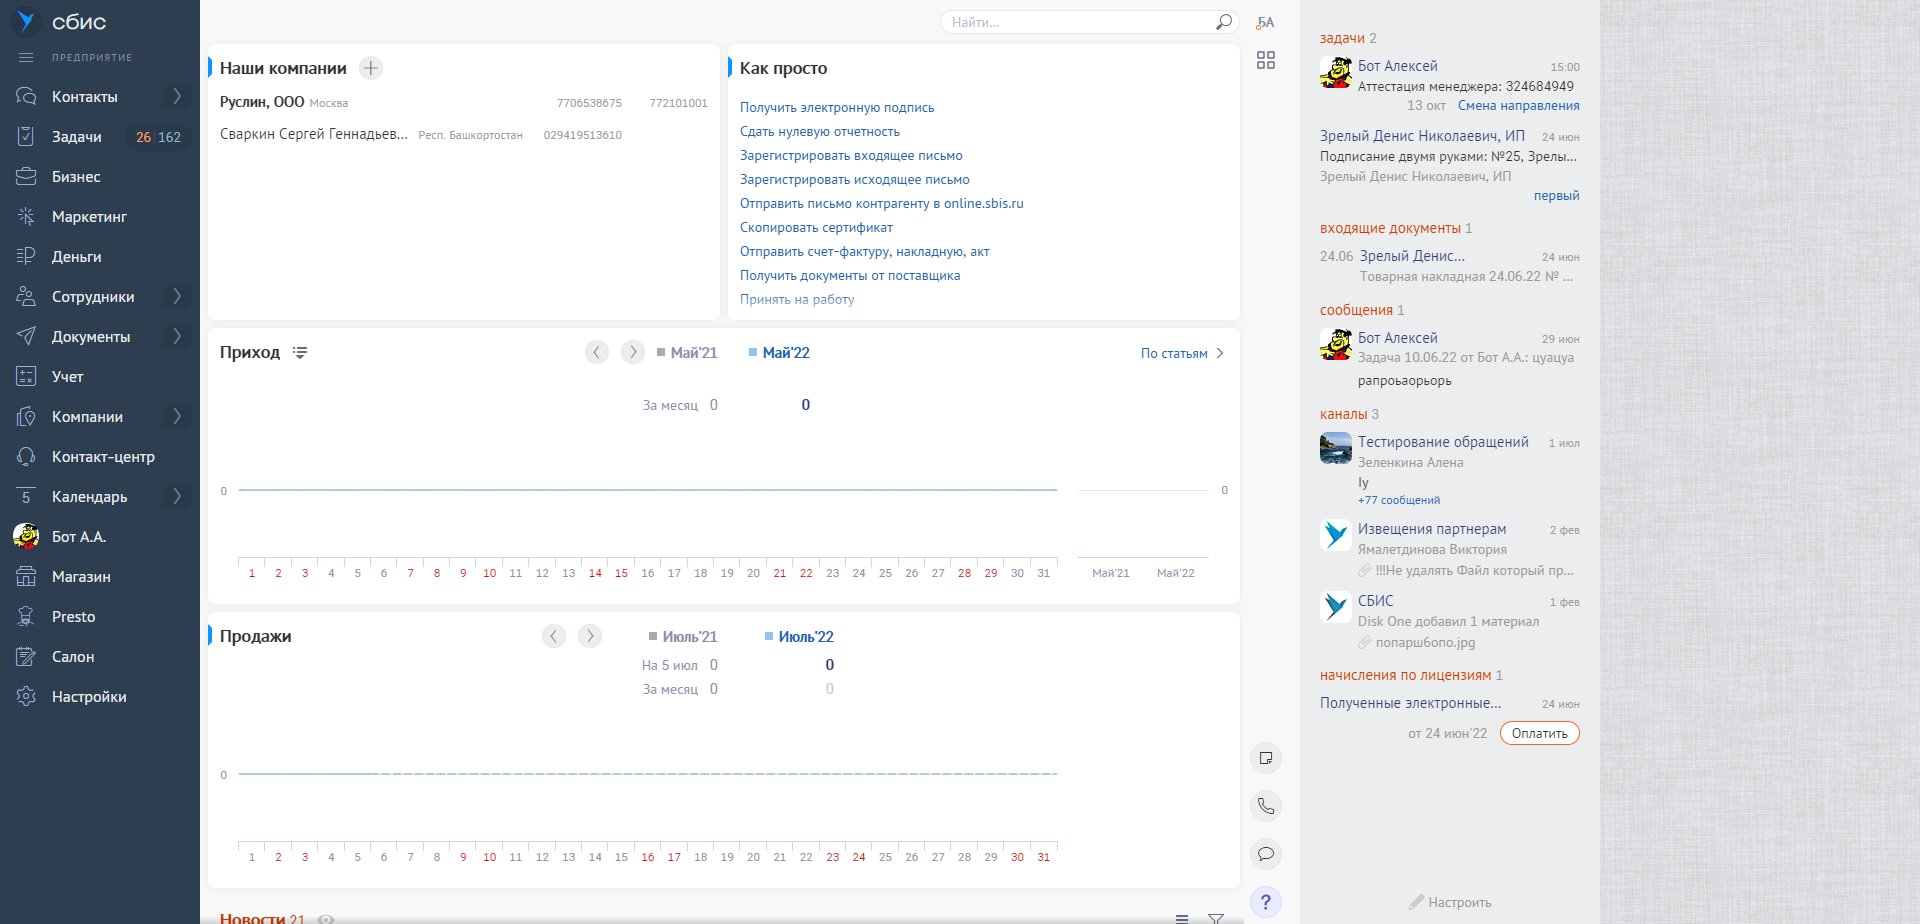 сбис
ПРЕДПРИЯТИЕ
Контакты
Задачи 26 162
Бизнес
Маркетинг
Деньги
Сотрудники
Документы
Учет
Компании
Контакт-центр
5 Календарь
Бот А.А.
Магазин
Presto
Салон
Настройки
Найти...
БА
Наши компании
Руслин, ООО Москва 7706538675 772101001
Сваркин Сергей Геннадьев... Респ. Башкортостан 029419513610
Как просто
Получить электронную подпись
Сдать нулевую отчетность
Зарегистрировать входящее письмо
Зарегистрировать исходящее письмо
Отправить письмо контрагенту в online.sbis.ru
Скопировать сертификат
Отправить счет-фактуру, накладную, акт
Получить документы от поставщика
Принять на работу
Приход Май'21 Май'22 По статьям
За месяц 0 0
0 0
1 2 3 4 5 6 7 8 9 10 11 12 13 14 15 16 17 18 19 20 21 22 23 24 25 26 27 28 29 30 31 Май'21 Май'22
Продажи Июль'21 Июль'22
На 5 июл 0 0
За месяц 0 0
0
1 2 3 4 5 6 7 8 9 10 11 12 13 14 15 16 17 18 19 20 21 22 23 24 25 26 27 28 29 30 31
Новости 21
?
задачи 2
Бот Алексей 15:00
Аттестация менеджера: 324684949
13 окт Смена направления
Зрелый Денис Николаевич, ИП 24 июн
Подписание двумя руками: №25, Зрелы...
Зрелый Денис Николаевич, ИП
первый
входящие документы 1
24.06 Зрелый Денис... 24 июн
Товарная накладная 24.06.22 № ...
сообщения 1
Бот Алексей 29 июн
Задача 10.06.22 от Бот А.А.: цуацуа
рапроьаорьорь
каналы 3
Тестирование обращений 1 июл
Зеленкина Алена
Iy
+77 сообщений
Извещения партнерам 2 фев
Ямалетдинова Виктория
!!!Не удалять Файл который пр...
СБИС 1 фев
Disk One добавил 1 материал
попарш6опо.jpg
начисления по лицензиям 1
Полученные электронные... 24 июн
от 24 июн'22 Оплатить
Настроить